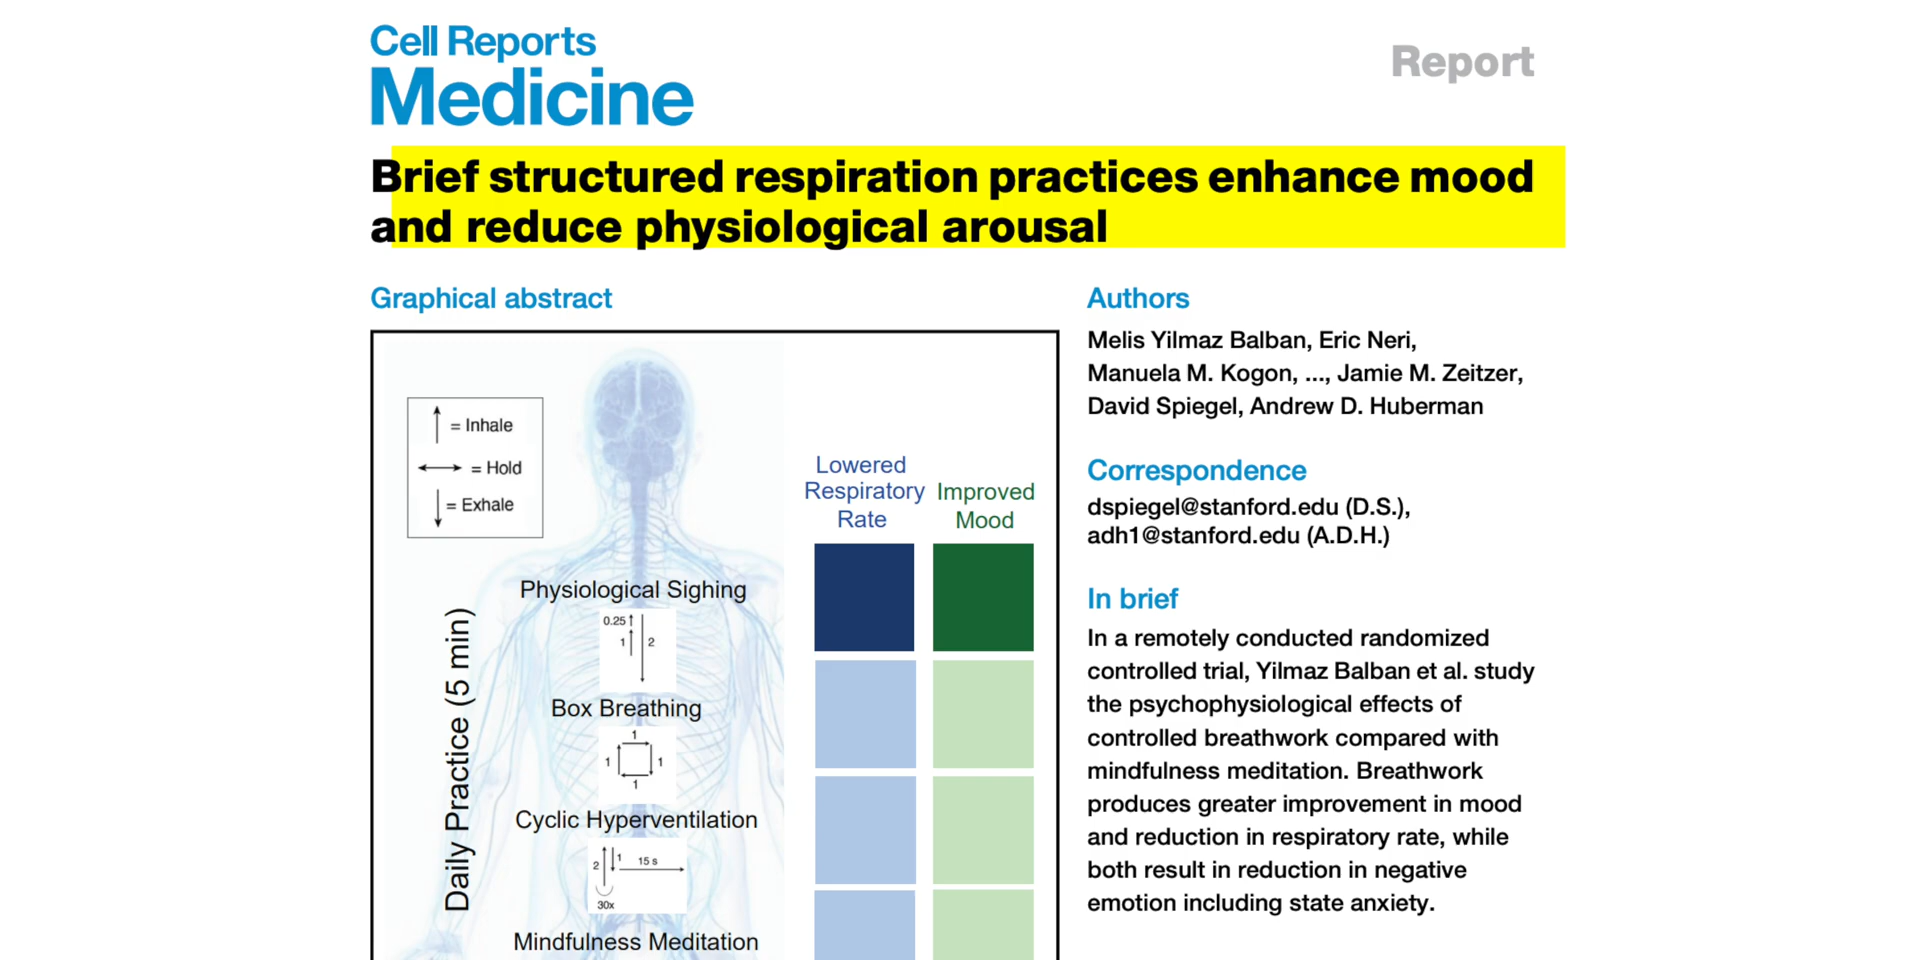 Cell Reports
Medicine
Report
Brief structured respiration practices enhance mood
and reduce physiological arousal
Graphical abstract
= Inhale
= Hold
= Exhale
Lowered
Respiratory
Rate
Improved
Mood
Daily Practice (5 min)
Physiological Sighing
0.25
1
2
Box Breathing
1
1
1
1
Cyclic Hyperventilation
2
1
15 s
30x
Mindfulness Meditation
Authors
Melis Yilmaz Balban, Eric Neri,
Manuela M. Kogon, ..., Jamie M. Zeitzer,
David Spiegel, Andrew D. Huberman
Correspondence
dspiegel@stanford.edu (D.S.),
adh1@stanford.edu (A.D.H.)
In brief
In a remotely conducted randomized
controlled trial, Yilmaz Balban et al. study
the psychophysiological effects of
controlled breathwork compared with
mindfulness meditation. Breathwork
produces greater improvement in mood
and reduction in respiratory rate, while
both result in reduction in negative
emotion including state anxiety.